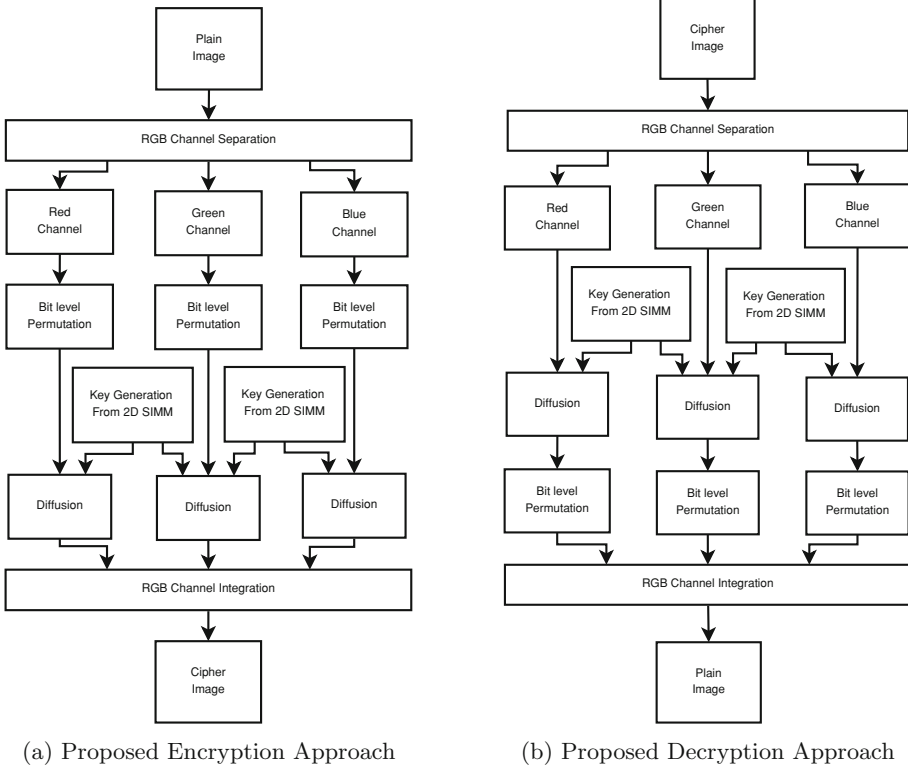 Plain
Image
RGB Channel Separation
Red
Channel
Green
Channel
Blue
Channel
Bit level
Permutation
Bit level
Permutation
Bit level
Permutation
Key Generation
From 2D SIMM
Key Generation
From 2D SIMM
Diffusion
Diffusion
Diffusion
RGB Channel Integration
Cipher
Image
(a) Proposed Encryption Approach
Cipher
Image
RGB Channel Separation
Red
Channel
Green
Channel
Blue
Channel
Key Generation
From 2D SIMM
Key Generation
From 2D SIMM
Diffusion
Diffusion
Diffusion
Bit level
Permutation
Bit level
Permutation
Bit level
Permutation
RGB Channel Integration
Plain
Image
(b) Proposed Decryption Approach